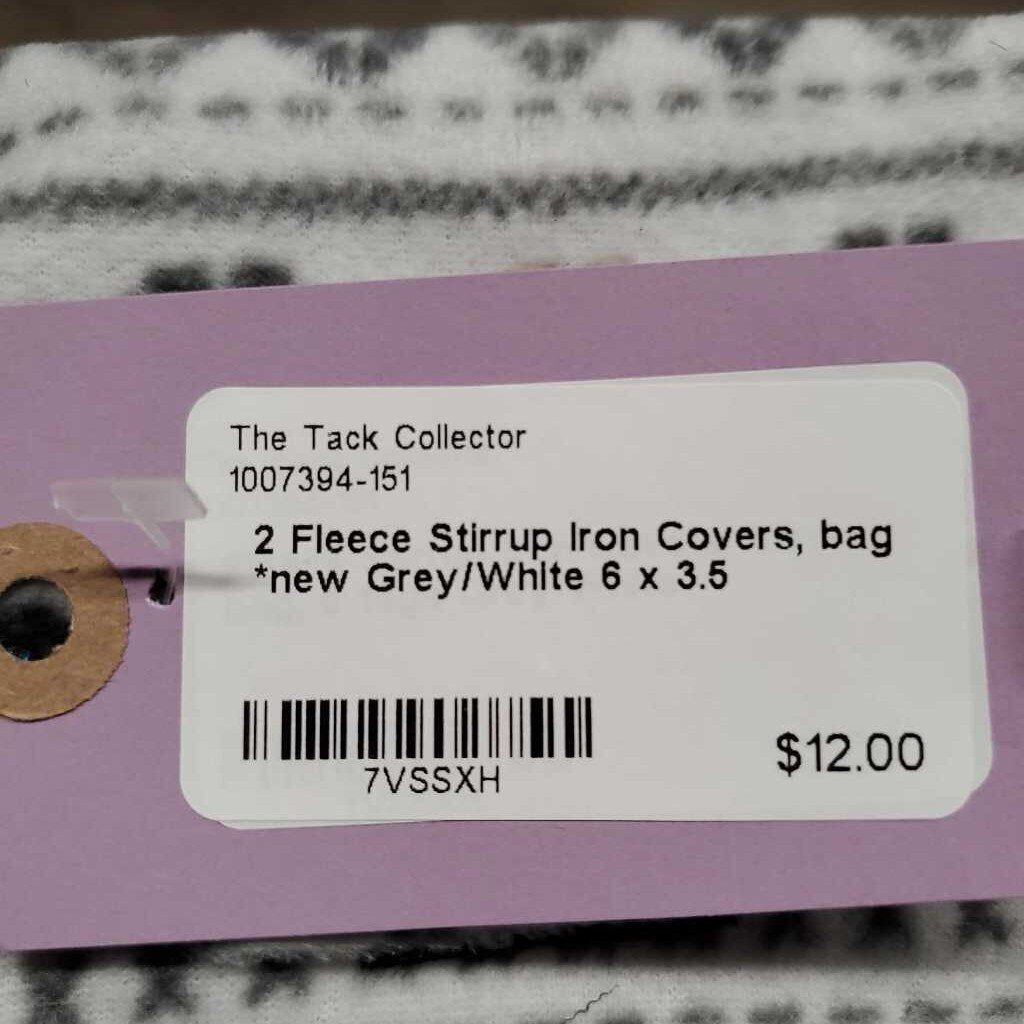 The Tack Collector
1007394-151
2 Fleece Stirrup Iron Covers, bag
*new Grey/White 6 x 3.5
7VSSXH
$12.00